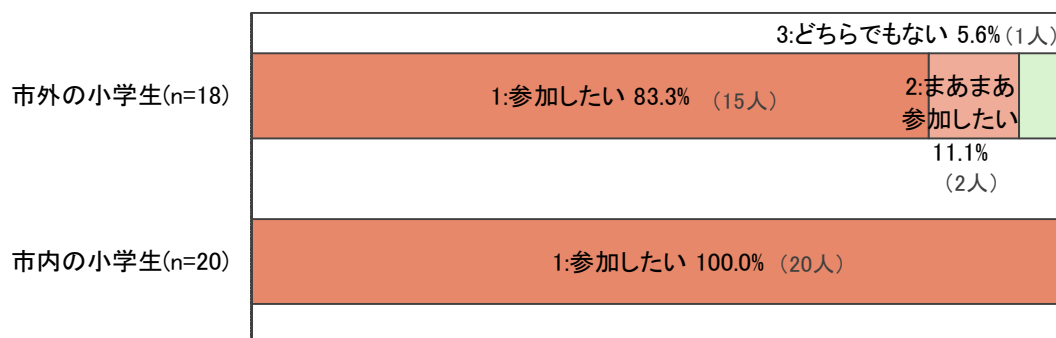 3:どちらでもない 5.6%(1人)
市外の小学生(n=18)
1:参加したい 83.3% (15人)
2:まあまあ
参加したい
11.1%
(2人)
市内の小学生(n=20)
1:参加したい 100.0% (20人)